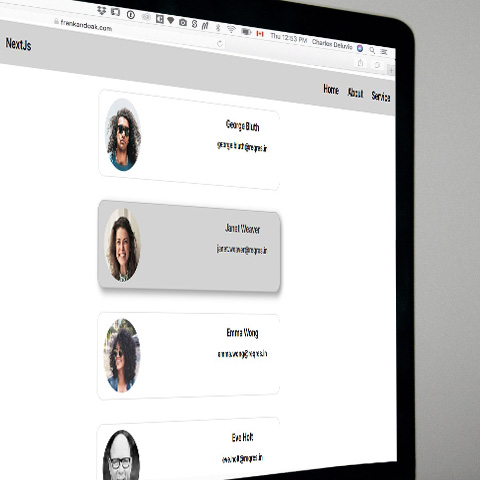 Thu 12:53 PM Charles Deluvio
frankandoak.com
NextJs
Home About Service
George Bluth
george.bluth@reqres.in
Janet Weaver
janet.weaver@reqres.in
Emma Wong
emma.wong@reqres.in
Eve Holt
eve.holt@reqres.in